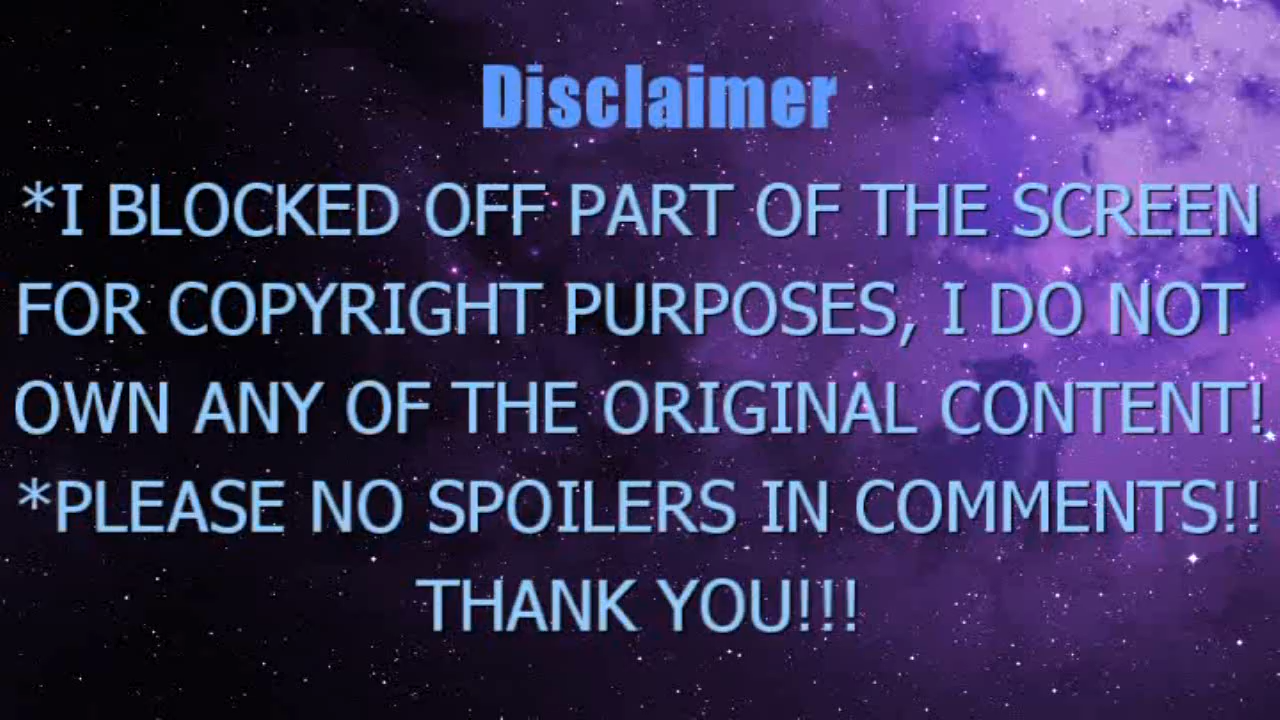 Disclaimer
*I BLOCKED OFF PART OF THE SCREEN
FOR COPYRIGHT PURPOSES, I DO NOT
OWN ANY OF THE ORIGINAL CONTENT!
*PLEASE NO SPOILERS IN COMMENTS!!
THANK YOU!!!